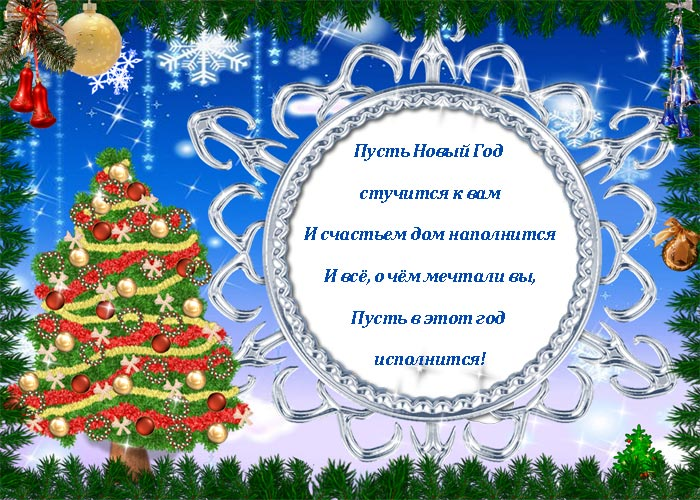 Пусть Новый Год
стучится к вам
И счастьем дом наполнится
И всё, о чём мечтали вы,
Пусть в этот год
исполнится!